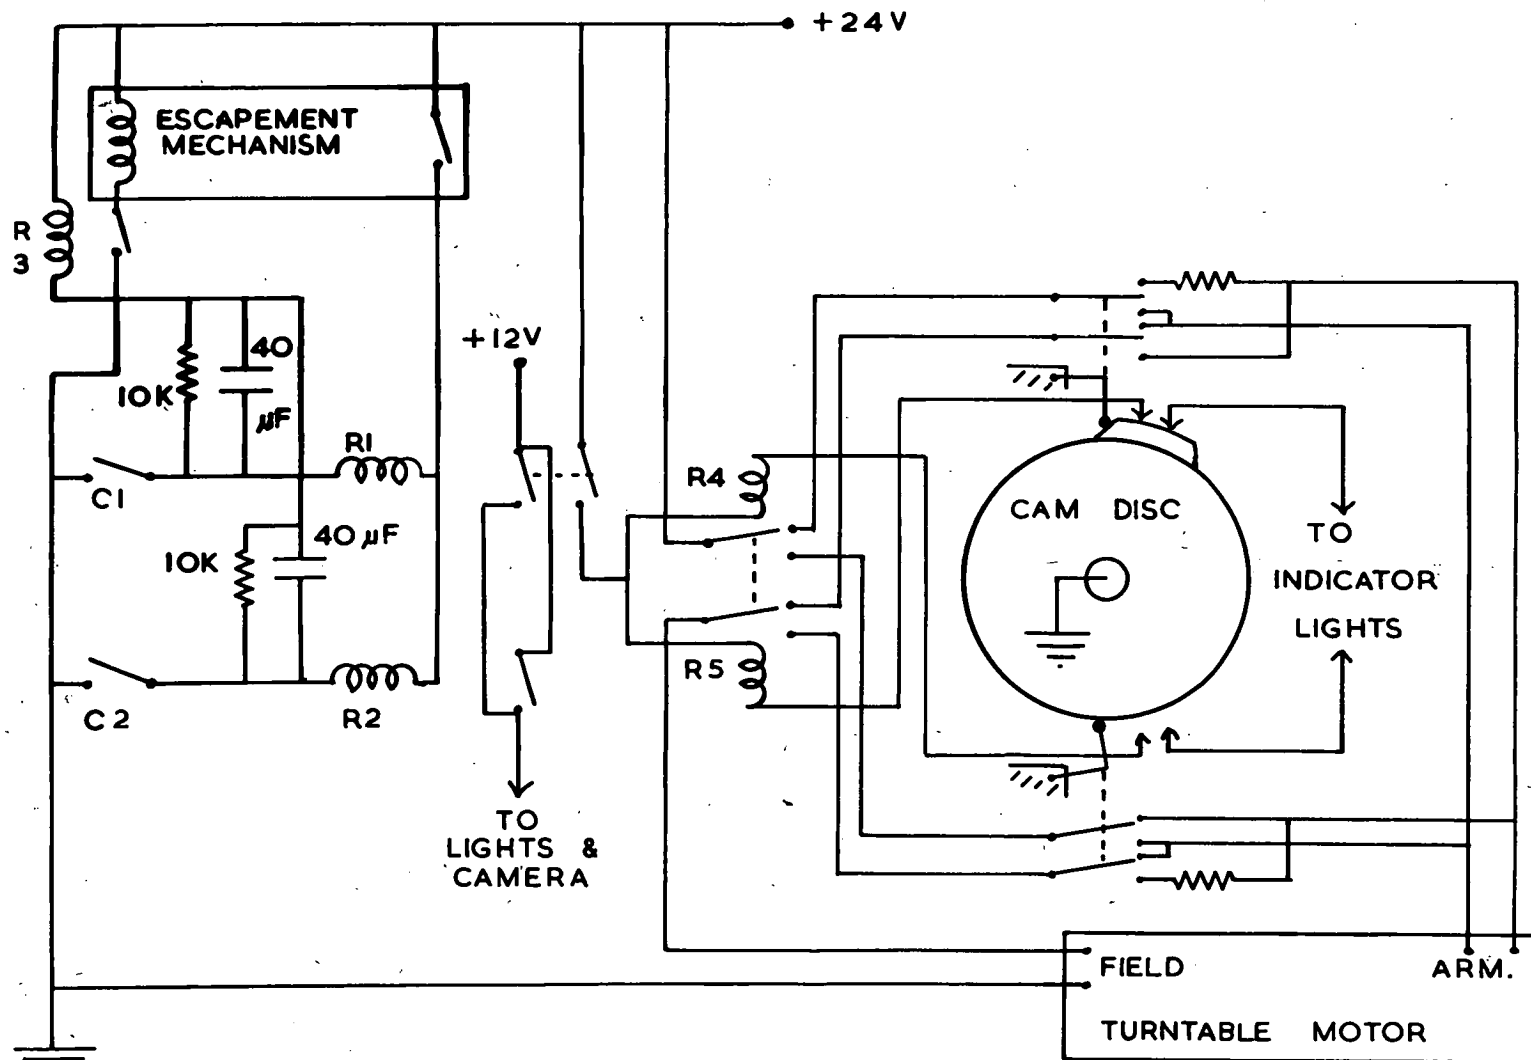 +24V
ESCAPEMENT
MECHANISM
R
3
+12V
40
10K
μF
R1
C1
R4
CAM DISC
TO
INDICATOR
LIGHTS
10K
40 μF
R5
C2
R2
TO
LIGHTS &
CAMERA
FIELD
ARM.
TURNTABLE MOTOR